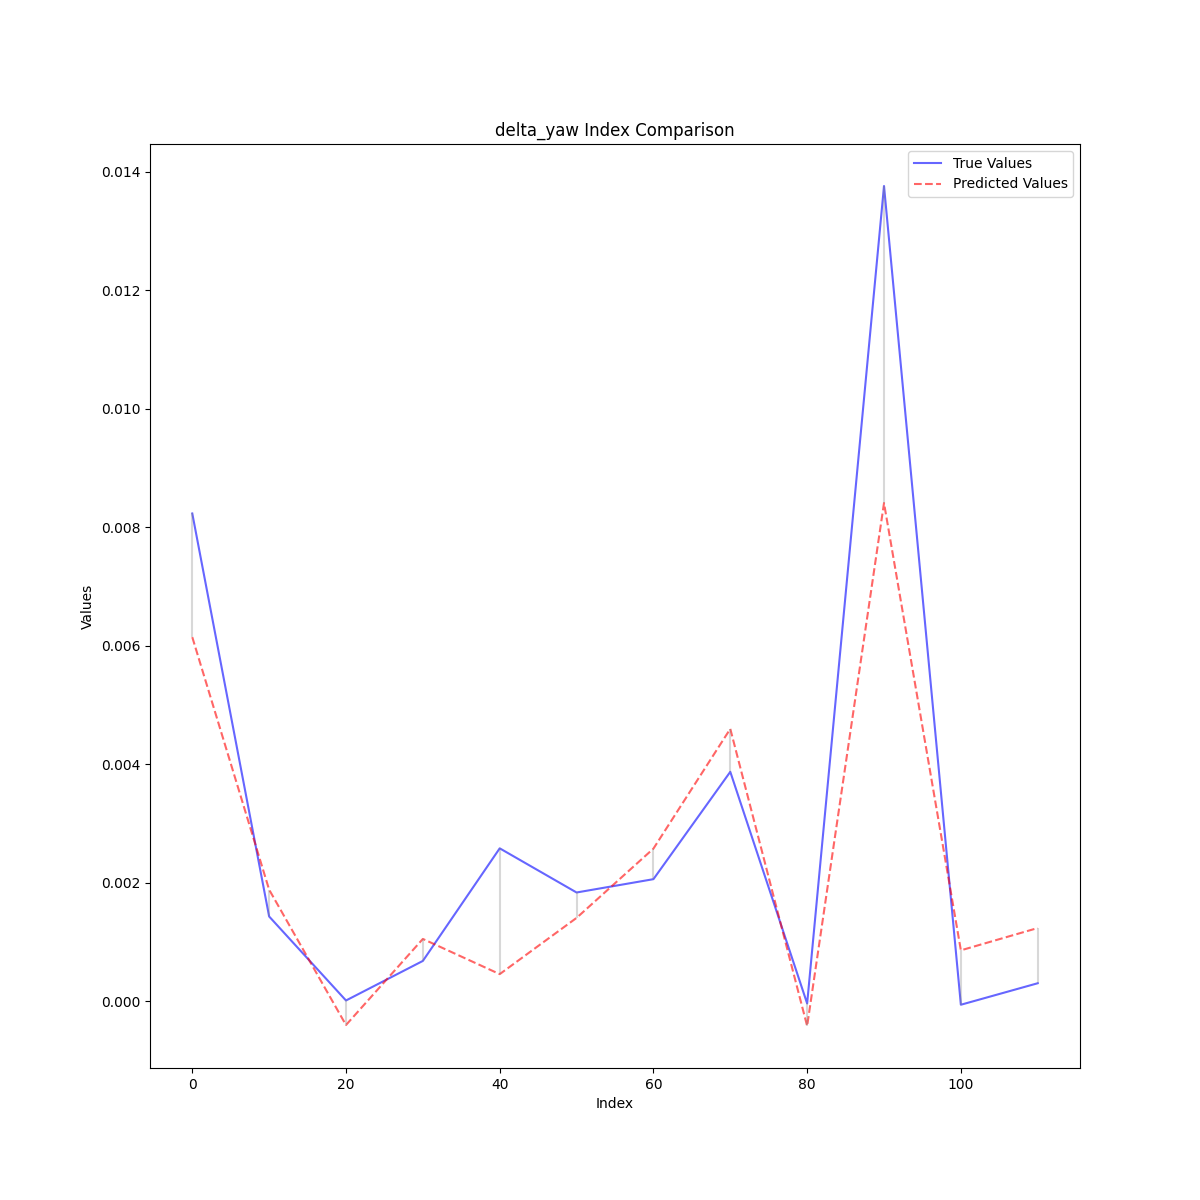 delta_yaw Index Comparison
True Values
Predicted Values
0.014
0.012
0.010
0.008
0.006
0.004
0.002
0.000
Values
0 20 40 60 80 100
Index